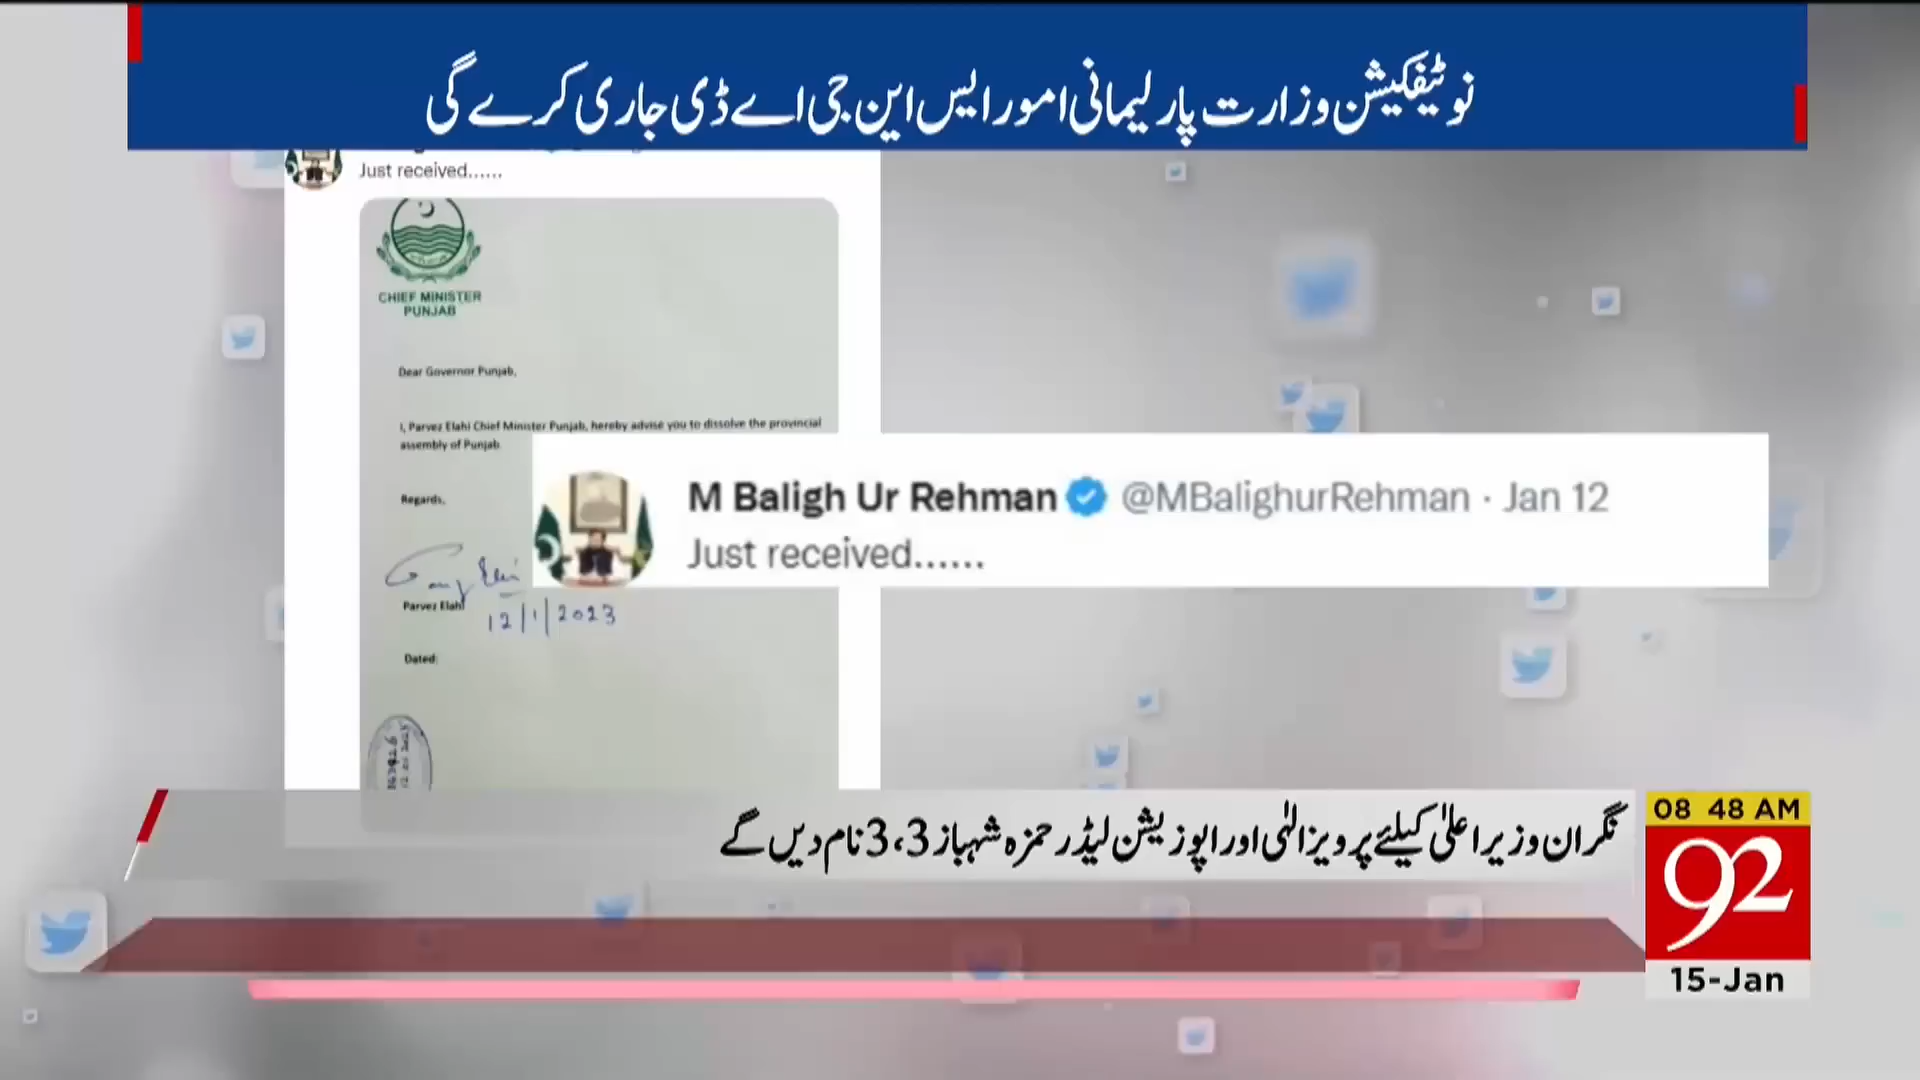 نوٹیفکیشن وزارت پارلیمانی امور ایس این جی اے ڈی جاری کرے گی
Just received......
CHIEF MINISTER
PUNJAB
Dear Governor Punjab,
I, Parvez Elahi Chief Minister Punjab, hereby advise you to dissolve the provincial
assembly of Punjab
Regards,
M Baligh Ur Rehman @MBalighurRehman · Jan 12
Just received......
Parvez Elahi
12/1/2023
Dated:
نگران وزیراعلیٰ کیلئے پرویز الٰہی اور اپوزیشن لیڈر حمزہ شہباز 3،3 نام دیں گے
08 48 AM
92
15-Jan